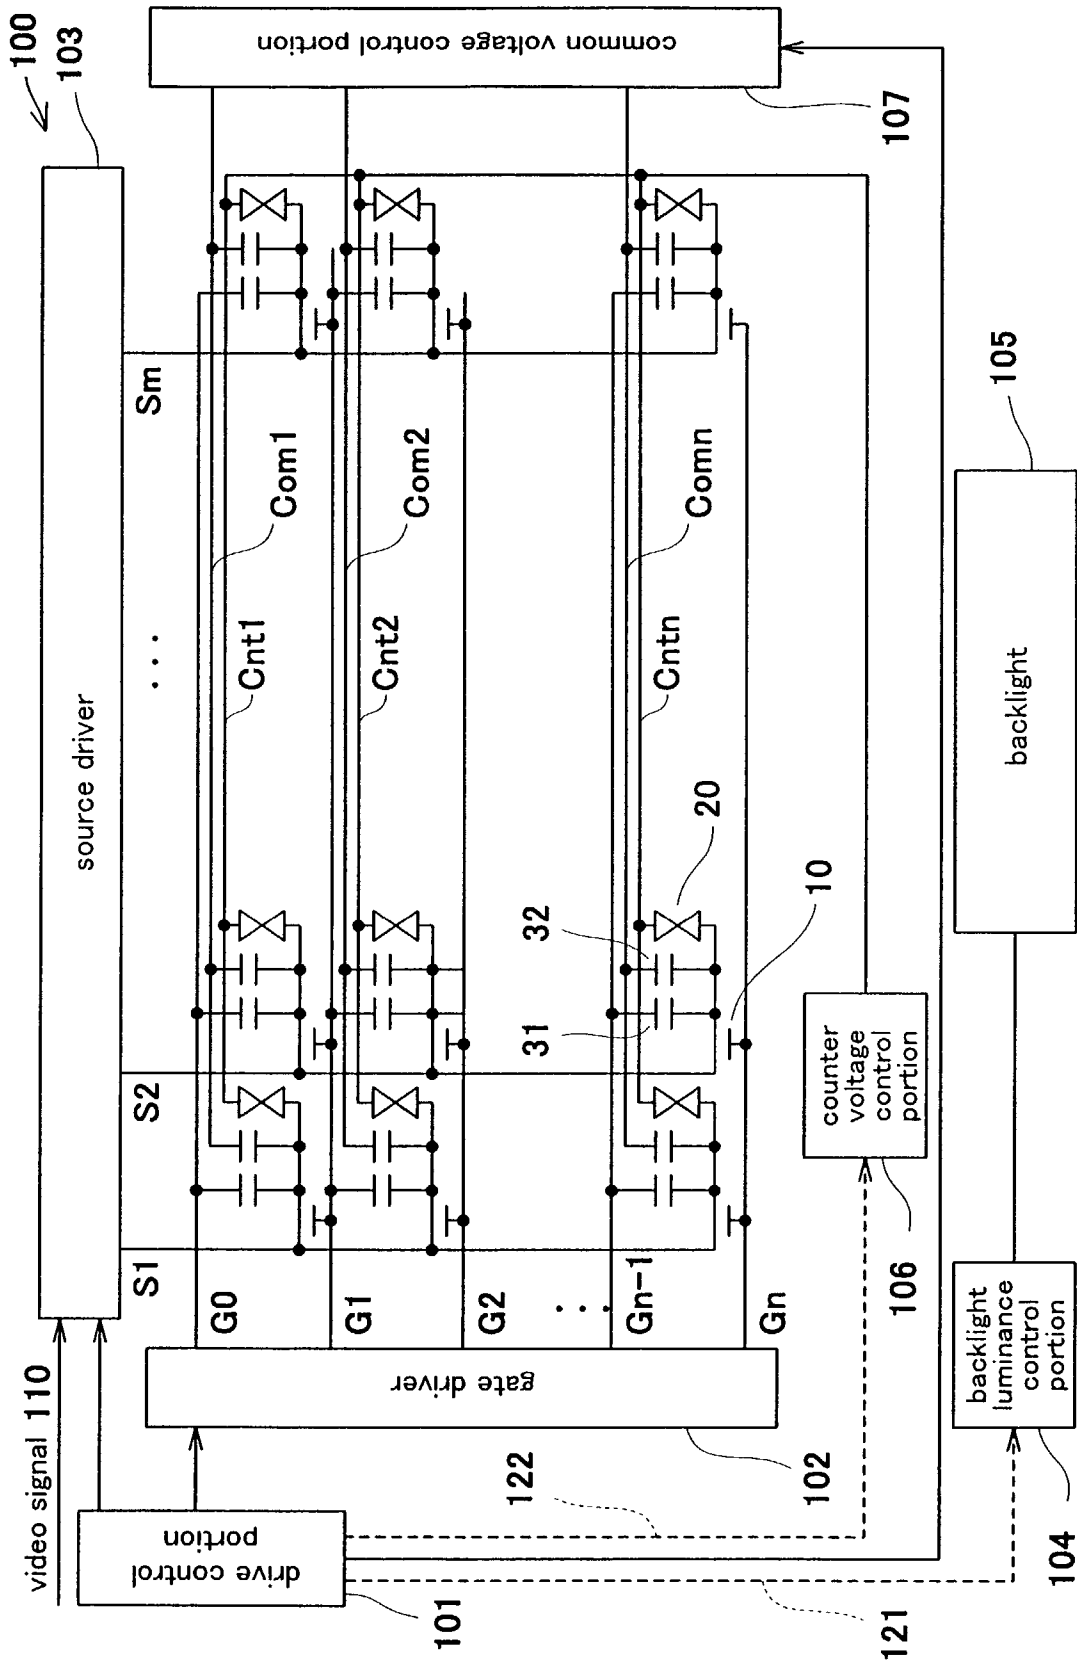 100
103
video signal 110
source driver
drive control
portion
101
gate driver
102
common voltage control portion
107
S1
S2
...
Sm
G0
G1
G2
...
Gn-1
Gn
Cnt1
Com1
Cnt2
Com2
Cntn
Comn
31
32
20
10
122
121
counter
voltage
control
portion
106
backlight
luminance
control
portion
104
backlight
105